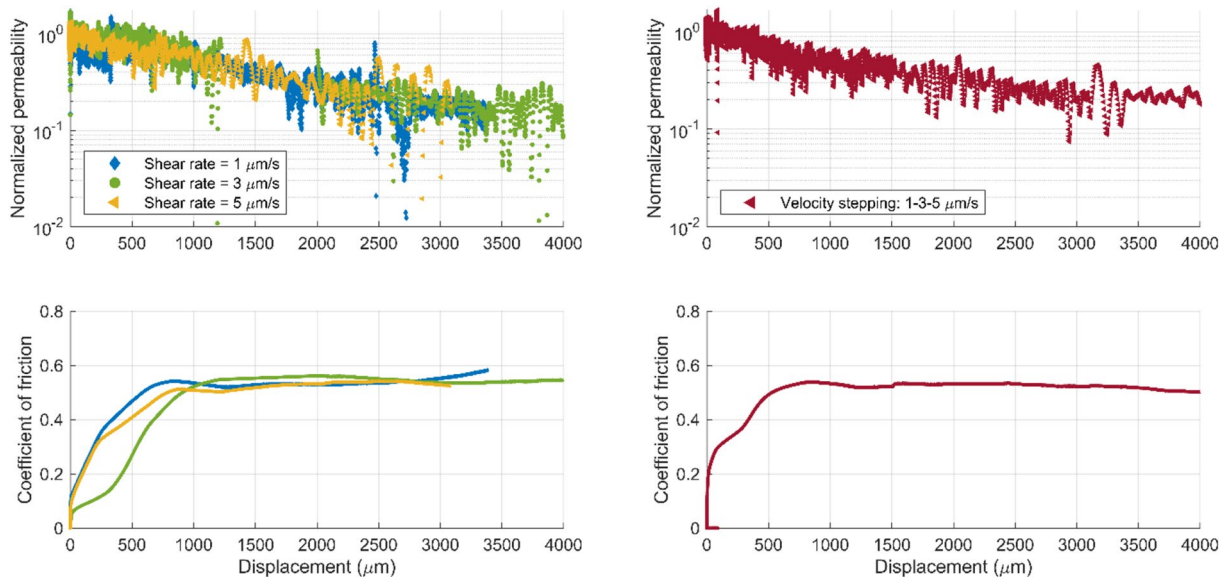 Normalized permeability
10^0
10^-1
10^-2
Shear rate = 1 μm/s
Shear rate = 3 μm/s
Shear rate = 5 μm/s
0 500 1000 1500 2000 2500 3000 3500 4000
Normalized permeability
10^0
10^-1
10^-2
Velocity stepping: 1-3-5 μm/s
0 500 1000 1500 2000 2500 3000 3500 4000
Coefficient of friction
0.8
0.6
0.4
0.2
0
0 500 1000 1500 2000 2500 3000 3500 4000
Displacement (μm)
Coefficient of friction
0.8
0.6
0.4
0.2
0
0 500 1000 1500 2000 2500 3000 3500 4000
Displacement (μm)